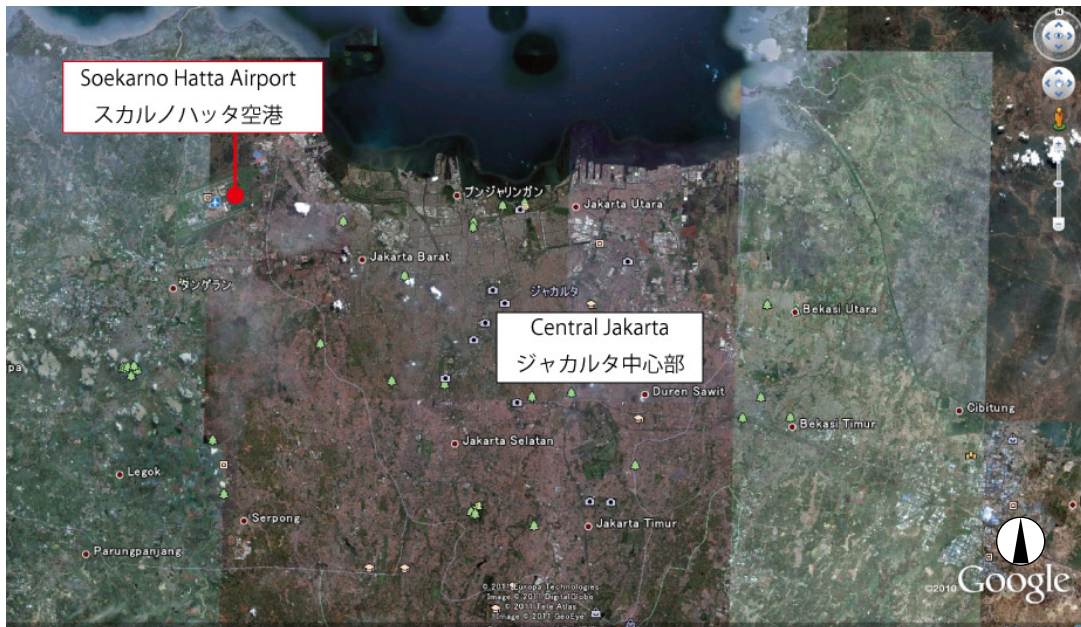 N
Soekarno Hatta Airport
スカルノハッタ空港
プンジャリンガン
Jakarta Utara
Jakarta Barat
タンゲラン
ジャカルタ
Bekasi Utara
Central Jakarta
ジャカルタ中心部
pa
Duren Sawit
Cibitung
Bekasi Timur
Jakarta Selatan
Legok
Serpong
Jakarta Timur
Parungpanjang
© 2011 Europa Technologies
Image © 2011 DigitalGlobe
© 2011 Tele Atlas
Image © 2011 GeoEye
©2010 Google